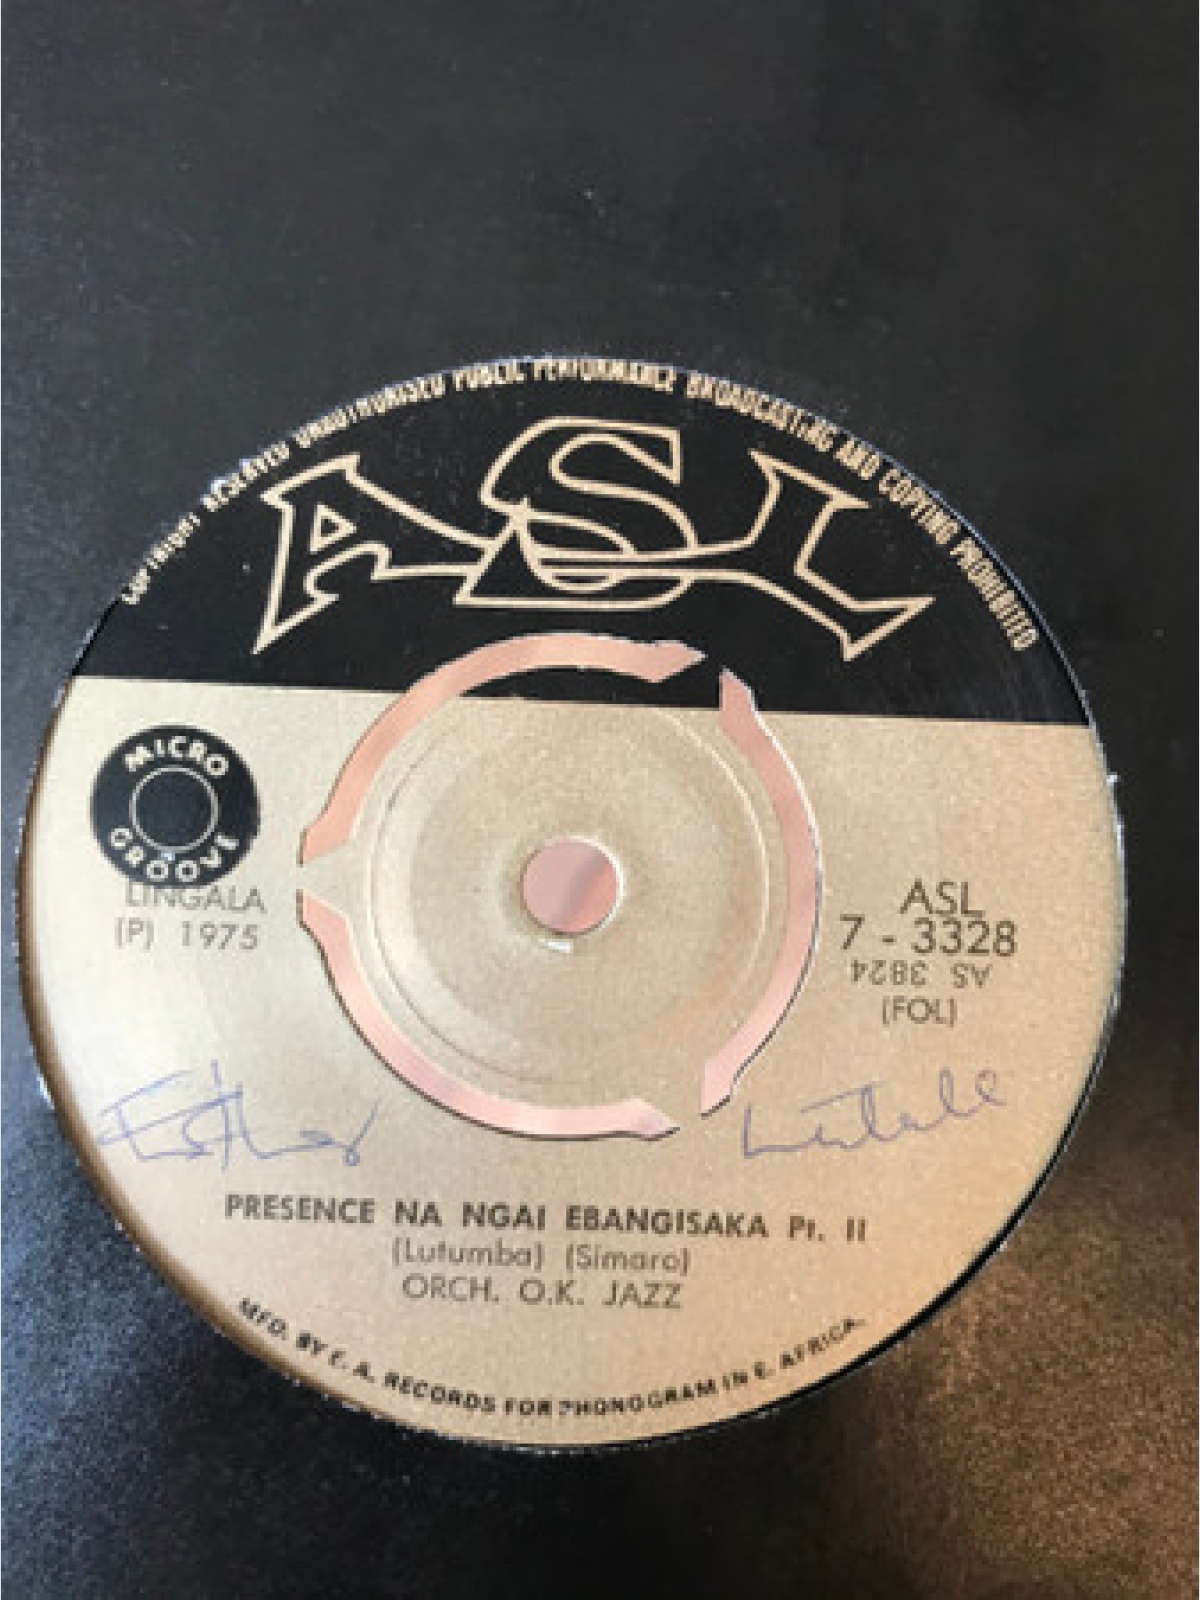 COPYRIGHT RESERVED UNAUTHORISED PUBLIC PERFORMANCE BROADCASTING AND COPYING PROHIBITED
ASL
MICRO
GROOVE
LINGALA
(P) 1975
ASL
7 - 3328
AS 3824
(FOL)
Esther
PRESENCE NA NGAI EBANGISAKA Pt. II
(Lutumba) (Simaro)
ORCH. O.K. JAZZ
MFD. BY E. A. RECORDS FOR PHONOGRAM IN E. AFRICA.